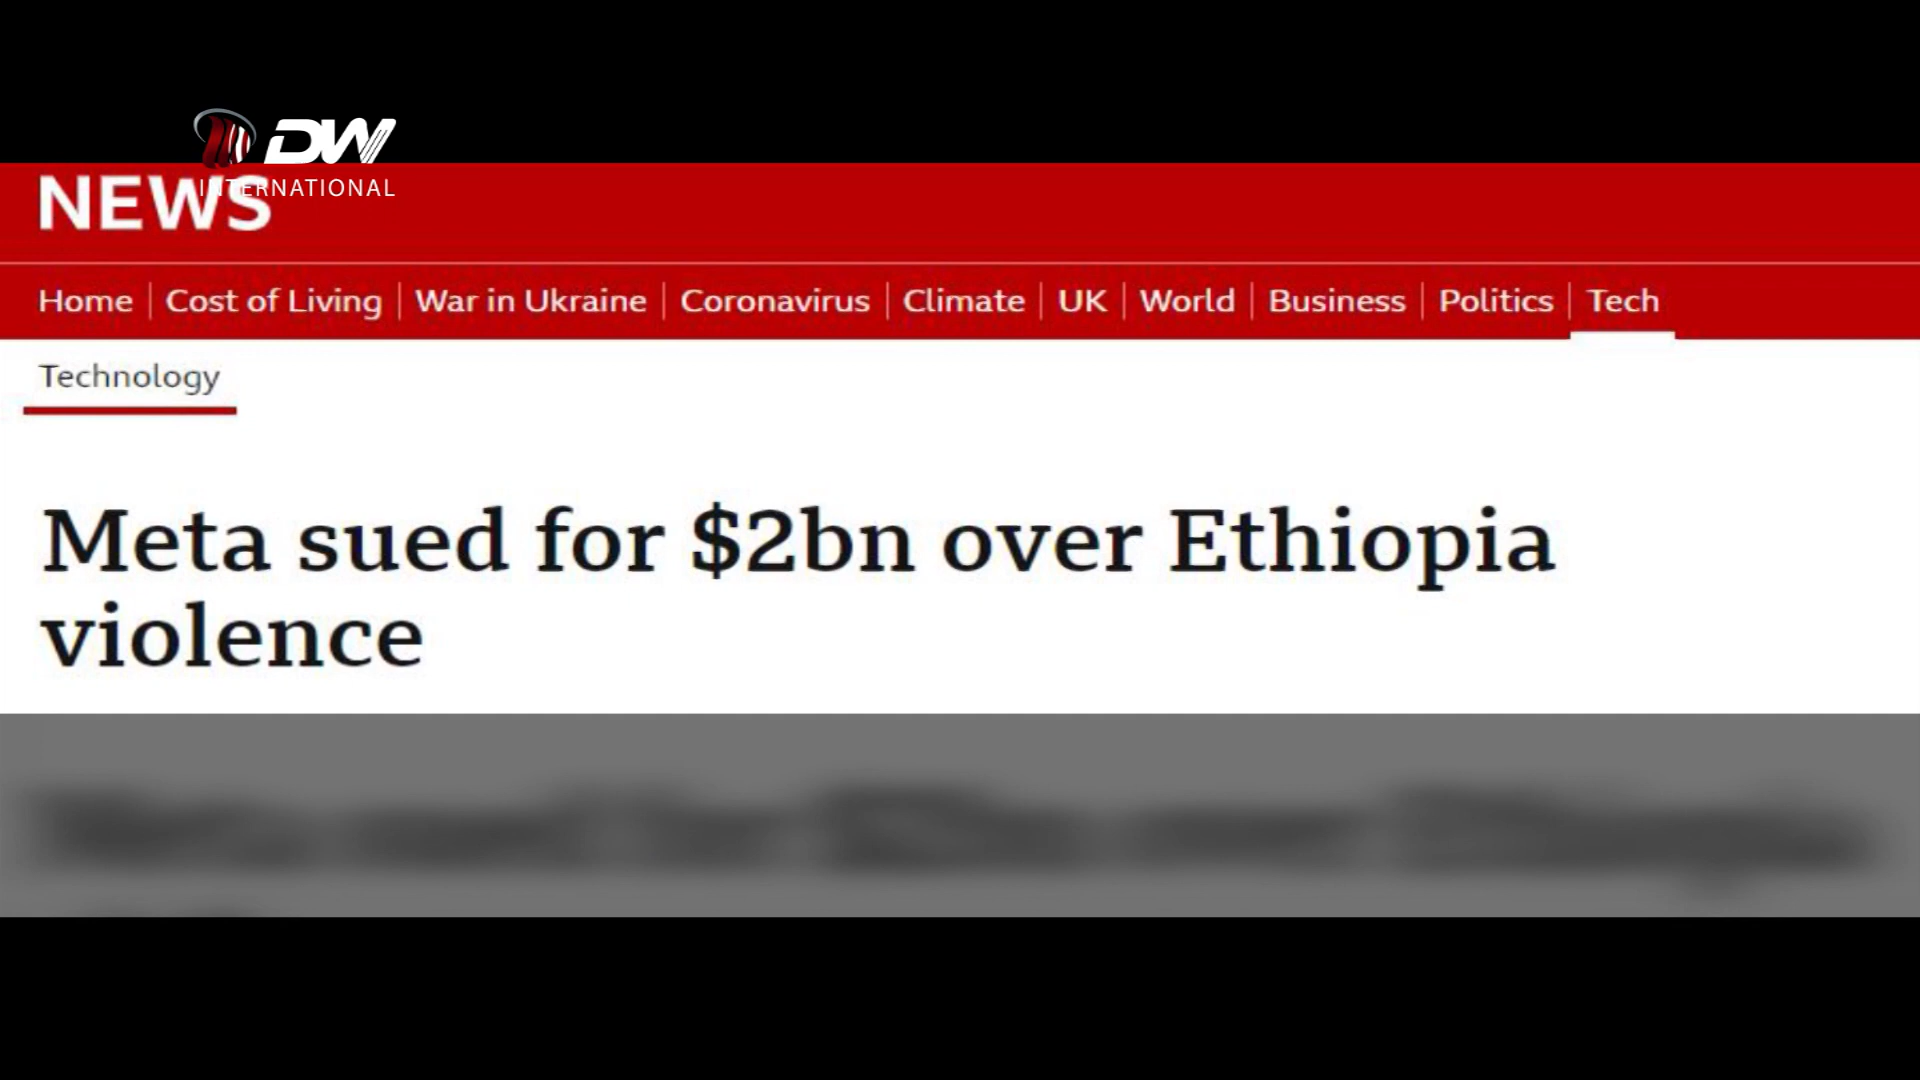 DW
INTERNATIONAL
NEWS
Home Cost of Living War in Ukraine Coronavirus Climate UK World Business Politics Tech
Technology
Meta sued for $2bn over Ethiopia
violence